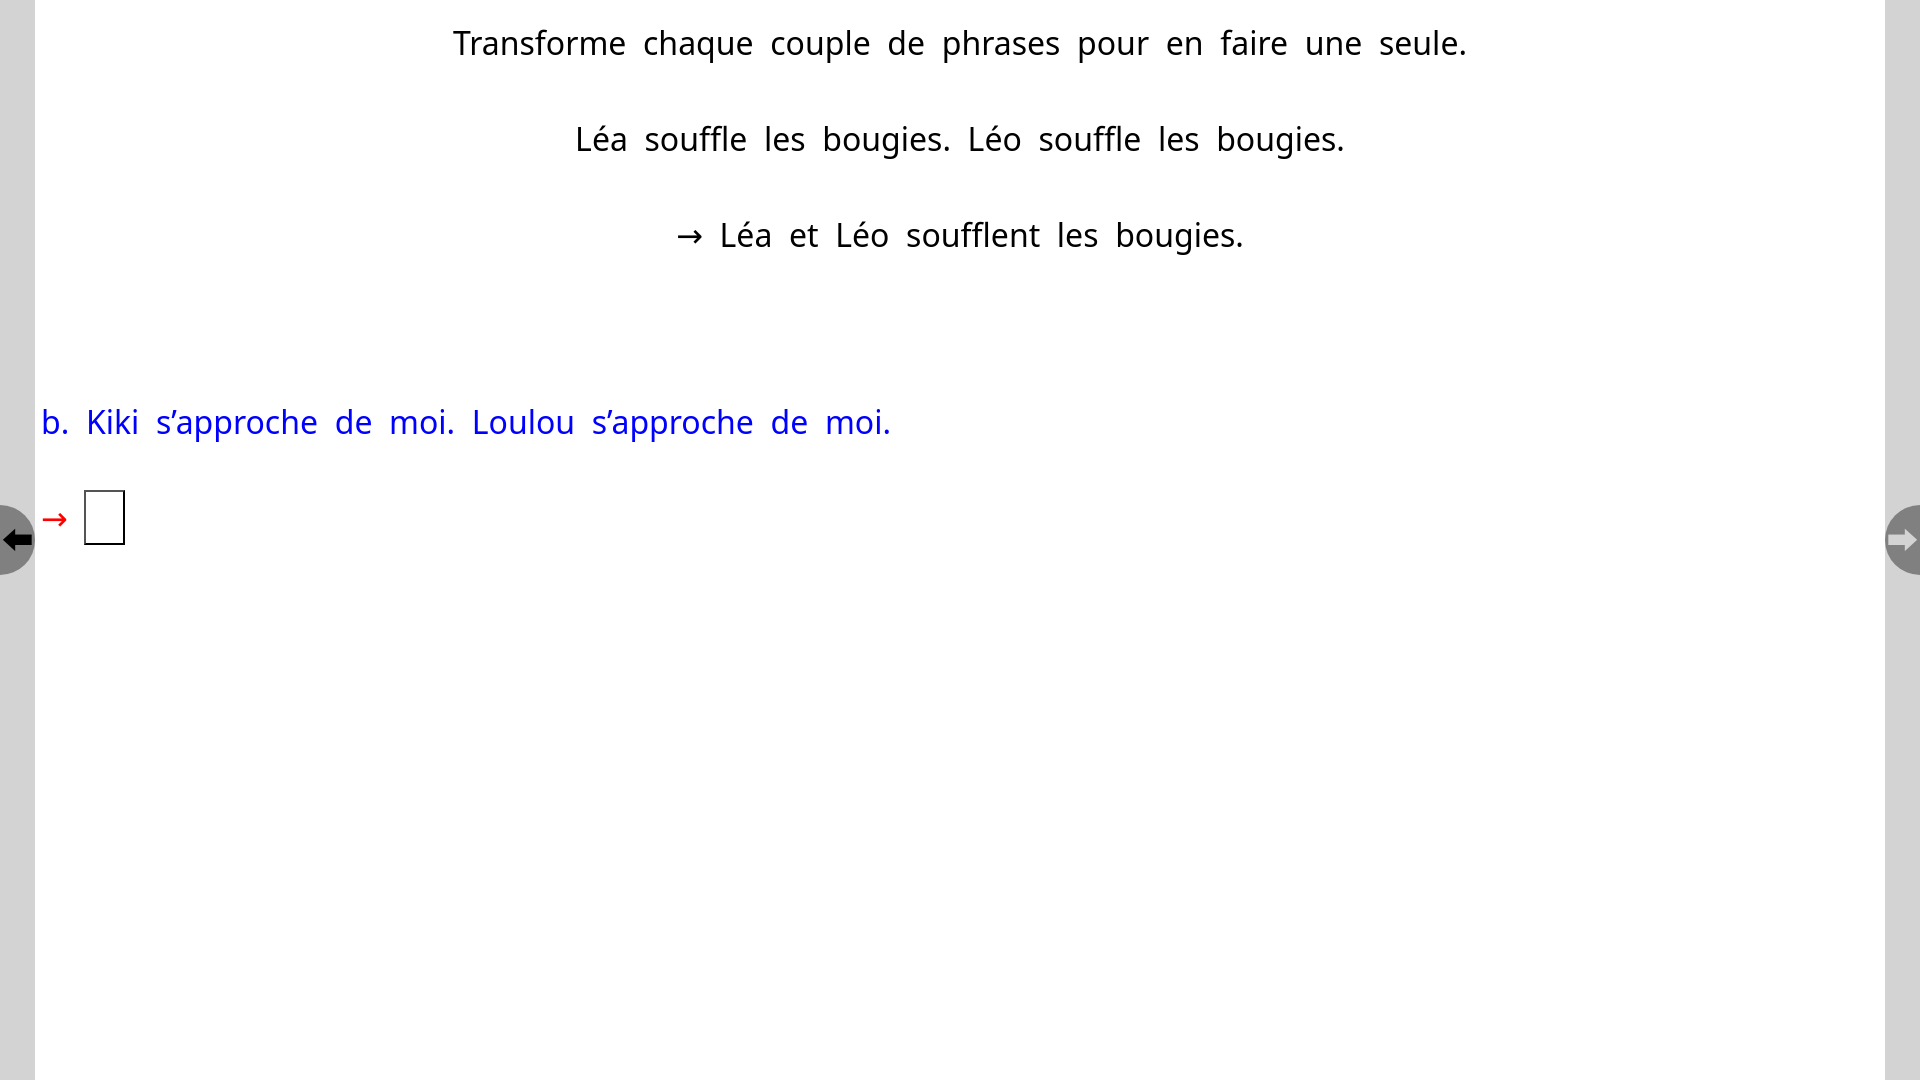 Transforme chaque couple de phrases pour en faire une seule.
Léa souffle les bougies. Léo souffle les bougies.
→ Léa et Léo soufflent les bougies.
b. Kiki s’approche de moi. Loulou s’approche de moi.
→